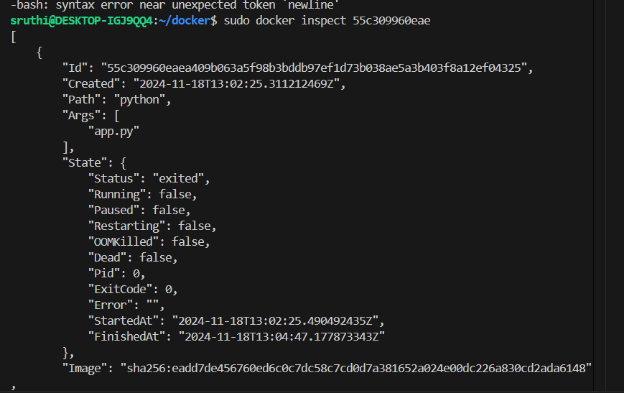 -bash: syntax error near unexpected token `newline'
sruthi@DESKTOP-IGJ9QQ4:~/docker$ sudo docker inspect 55c309960eae
[
    {
        "Id": "55c309960eaea409b063a5f98b3bddb97ef1d73b038ae5a3b403f8a12ef04325",
        "Created": "2024-11-18T13:02:25.311212469Z",
        "Path": "python",
        "Args": [
            "app.py"
        ],
        "State": {
            "Status": "exited",
            "Running": false,
            "Paused": false,
            "Restarting": false,
            "OOMKilled": false,
            "Dead": false,
            "Pid": 0,
            "ExitCode": 0,
            "Error": "",
            "StartedAt": "2024-11-18T13:02:25.490492435Z",
            "FinishedAt": "2024-11-18T13:04:47.177873343Z"
        },
        "Image": "sha256:eadd7de456760ed6c0c7dc58c7cd0d7a381652a024e00dc226a830cd2ada6148"
,